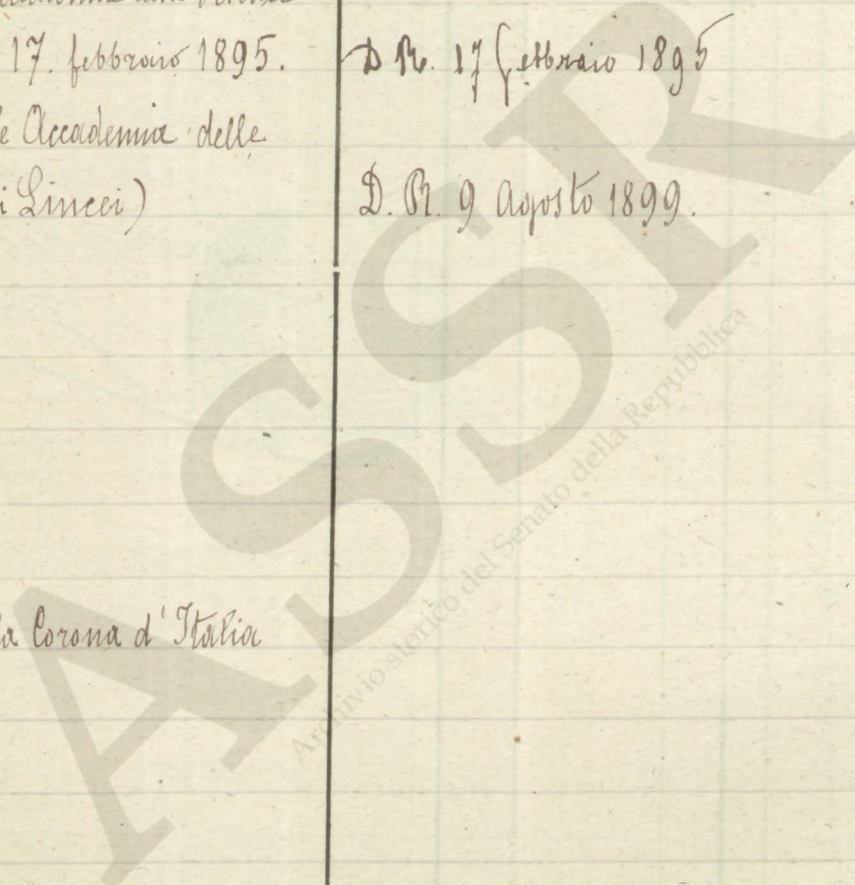 17. febbraio 1895.
e Accademia delle
i Lincei)
la Corona d'Italia
D R. 17 Febbraio 1895
D. R. 9 Agosto 1899.
ASSR
Archivio storico del Senato della Repubblica